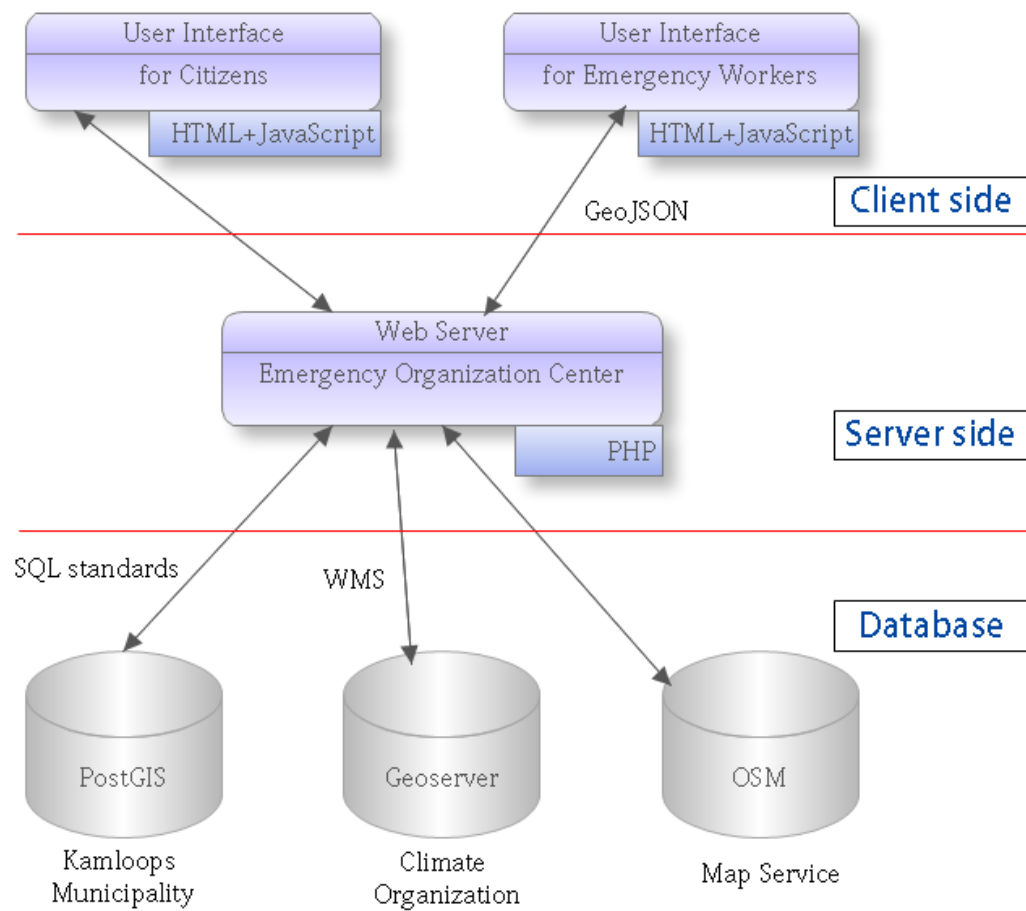 User Interface
for Citizens
HTML+JavaScript
User Interface
for Emergency Workers
HTML+JavaScript
GeoJSON
Client side
Web Server
Emergency Organization Center
PHP
Server side
SQL standards
WMS
Database
PostGIS
Geoserver
OSM
Kamloops
Municipality
Climate
Organization
Map Service